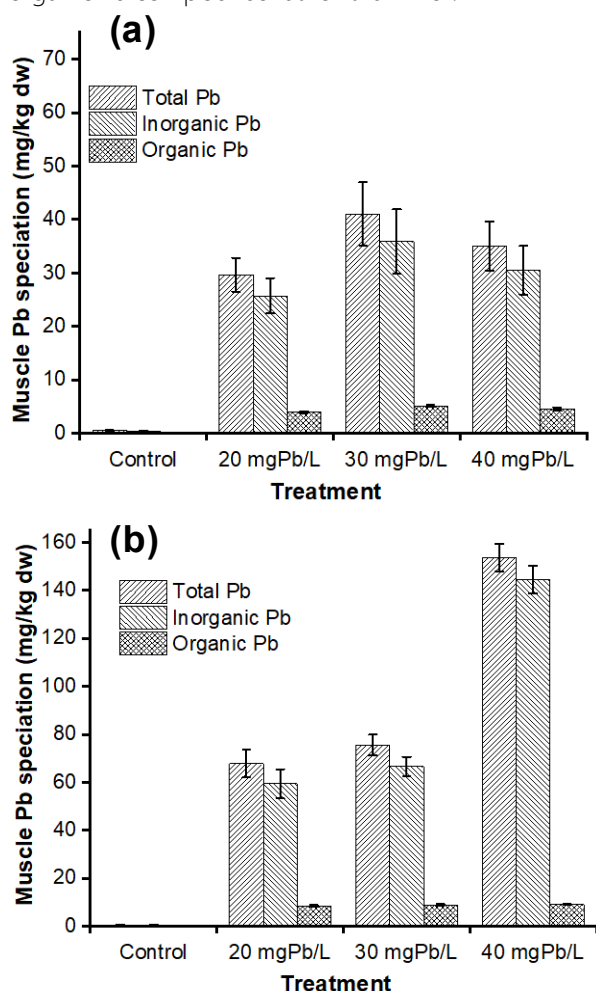 (a)
Muscle Pb speciation (mg/kg dw)
70
60
50
40
30
20
10
0
Total Pb
Inorganic Pb
Organic Pb
Control
20 mgPb/L
30 mgPb/L
40 mgPb/L
Treatment
(b)
Muscle Pb speciation (mg/kg dw)
160
140
120
100
80
60
40
20
0
Total Pb
Inorganic Pb
Organic Pb
Control
20 mgPb/L
30 mgPb/L
40 mgPb/L
Treatment